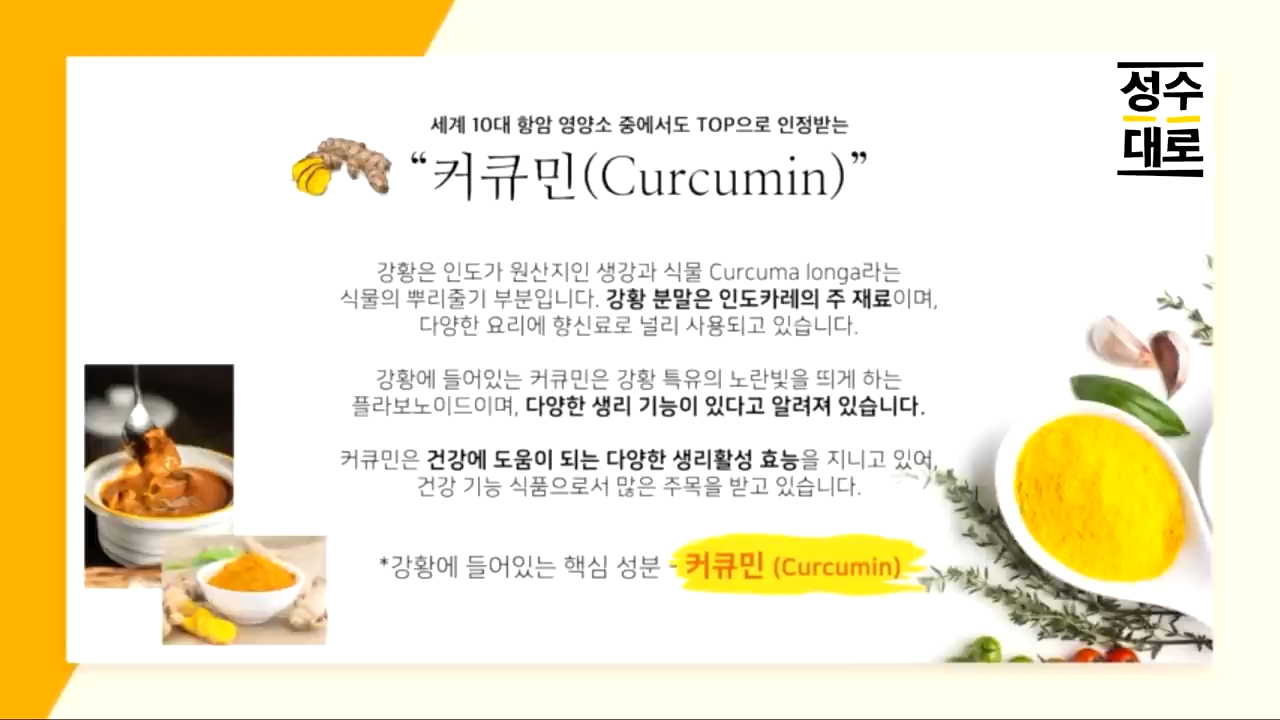 성수
대로
세계 10대 항암 영양소 중에서도 TOP으로 인정받는
“커큐민(Curcumin)”
강황은 인도가 원산지인 생강과 식물 Curcuma longa라는
식물의 뿌리줄기 부분입니다. 강황 분말은 인도카레의 주 재료이며,
다양한 요리에 향신료로 널리 사용되고 있습니다.
강황에 들어있는 커큐민은 강황 특유의 노란빛을 띄게 하는
플라보노이드이며, 다양한 생리 기능이 있다고 알려져 있습니다.
커큐민은 건강에 도움이 되는 다양한 생리활성 효능을 지니고 있어,
건강 기능 식품으로서 많은 주목을 받고 있습니다.
*강황에 들어있는 핵심 성분 - 커큐민 (Curcumin)